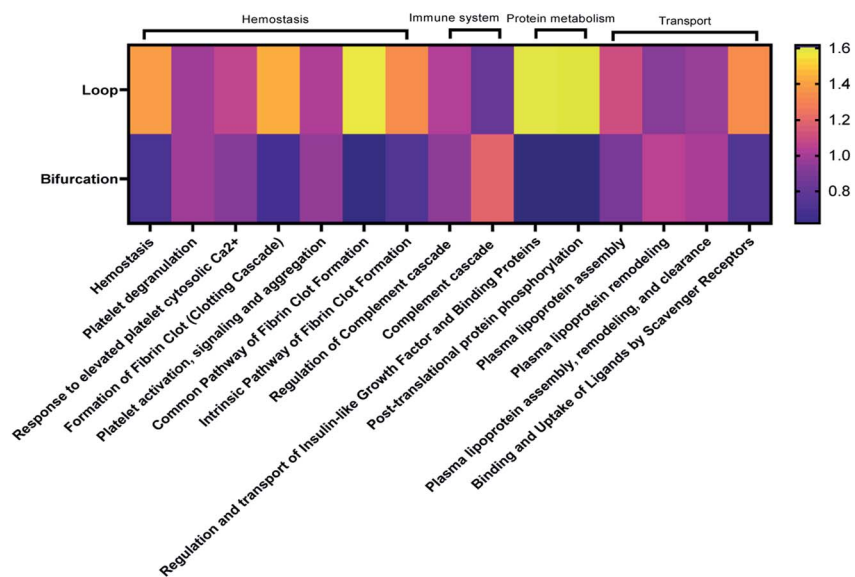 Hemostasis
Immune system
Protein metabolism
Transport
Loop
Bifurcation
1.6
1.4
1.2
1.0
0.8
Hemostasis
Platelet degranulation
Response to elevated platelet cytosolic Ca2+
Formation of Fibrin Clot (Clotting Cascade)
Platelet activation, signaling and aggregation
Common Pathway of Fibrin Clot Formation
Intrinsic Pathway of Fibrin Clot Formation
Regulation of Complement cascade
Complement cascade
Regulation and transport of Insulin-like Growth Factor and Binding Proteins
Post-translational protein phosphorylation
Plasma lipoprotein assembly
Plasma lipoprotein remodeling
Plasma lipoprotein assembly, remodeling, and clearance
Binding and Uptake of Ligands by Scavenger Receptors